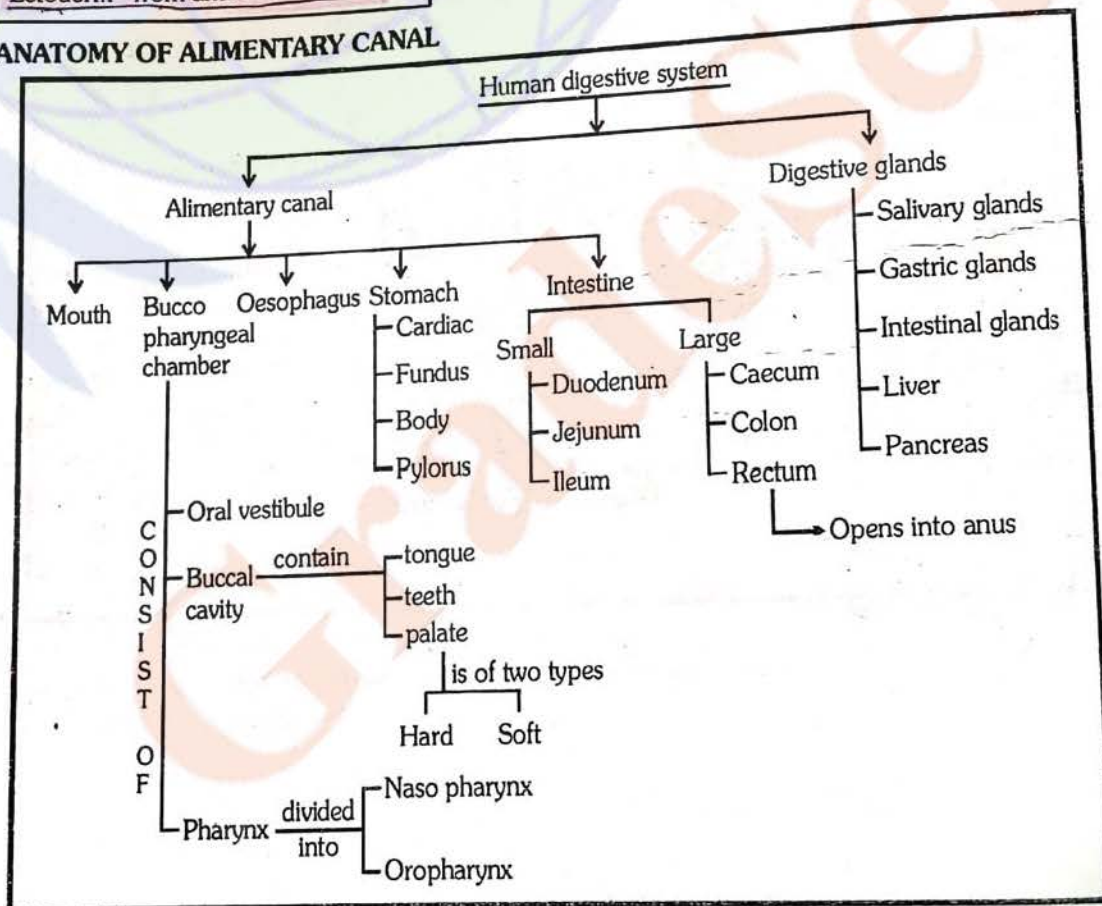 ANATOMY OF ALIMENTARY CANAL
Human digestive system
Alimentary canal
Digestive glands
Salivary glands
Gastric glands
Intestinal glands
Liver
Pancreas
Mouth
Bucco
pharyngeal
chamber
Oesophagus
Stomach
Cardiac
Fundus
Body
Pylorus
Intestine
Small
Duodenum
Jejunum
Ileum
Large
Caecum
Colon
Rectum
Opens into anus
CONSIST OF
Oral vestibule
Buccal
cavity
contain
tongue
teeth
palate
is of two types
Hard
Soft
Pharynx
divided
into
Naso pharynx
Oropharynx